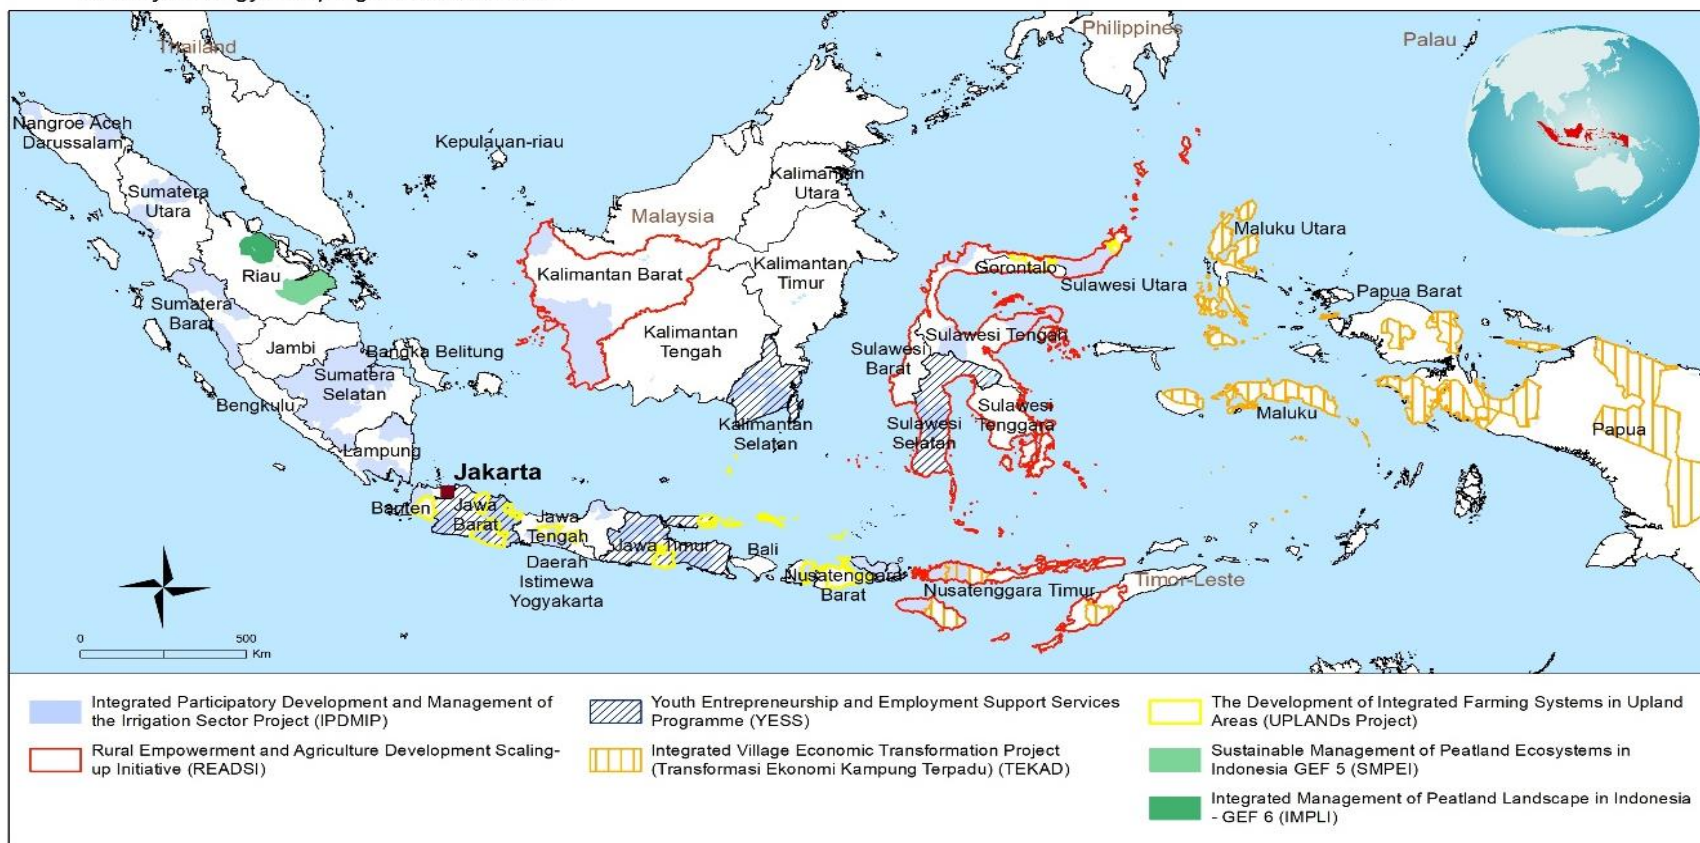 Thailand
Philippines
Palau
Nangroe Aceh
Darussalam
Kepulauan-riau
Sumatera
Utara
Kalimantan
Utara
Malaysia
Maluku Utara
Riau
Kalimantan Barat
Kalimantan
Timur
Gorontalo
Sulawesi Utara
Papua Barat
Sumatera
Barat
Jambi
Bangka Belitung
Kalimantan
Tengah
Sulawesi Tengah
Sulawesi
Barat
Sumatera
Selatan
Bengkulu
Kalimantan
Selatan
Sulawesi
Selatan
Sulawesi
Tenggara
Maluku
Papua
Lampung
Jakarta
Banten
Jawa
Barat
Jawa
Tengah
Jawa Timur
Bali
Daerah
Istimewa
Yogyakarta
Nusatenggara
Barat
Nusatenggara Timur
Timor-Leste
0 500
Km
Integrated Participatory Development and Management of
the Irrigation Sector Project (IPDMIP)
Rural Empowerment and Agriculture Development Scaling-
up Initiative (READSI)
Youth Entrepreneurship and Employment Support Services
Programme (YESS)
Integrated Village Economic Transformation Project
(Transformasi Ekonomi Kampung Terpadu) (TEKAD)
The Development of Integrated Farming Systems in Upland
Areas (UPLANDs Project)
Sustainable Management of Peatland Ecosystems in
Indonesia GEF 5 (SMPEI)
Integrated Management of Peatland Landscape in Indonesia
- GEF 6 (IMPLI)